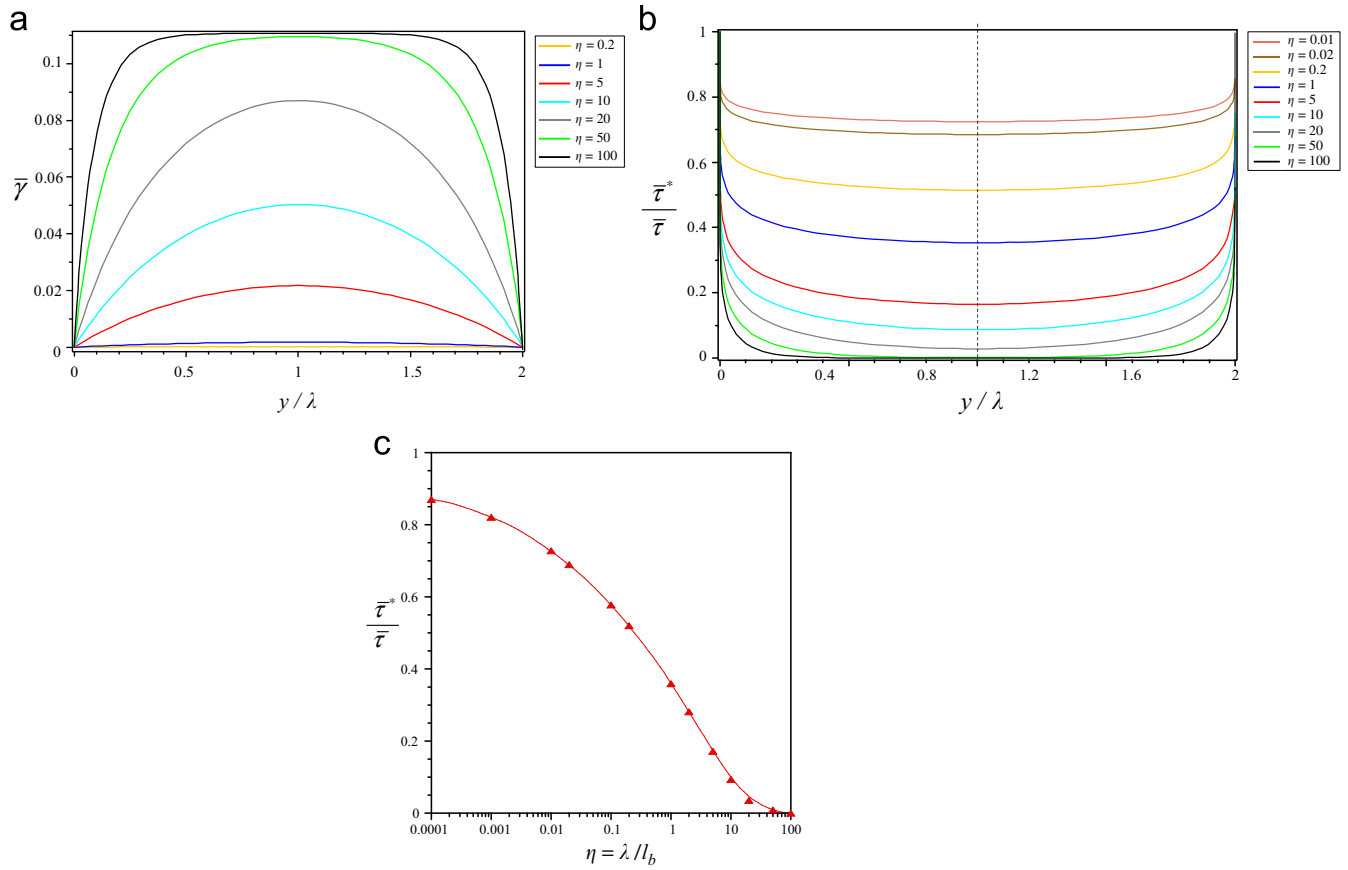 a
0.1
0.08
0.06
0.04
0.02
0
γ̅
0 0.5 1 1.5 2
y / λ
η = 0.2
η = 1
η = 5
η = 10
η = 20
η = 50
η = 100
b
1
0.8
0.6
0.4
0.2
0
τ̅*
τ̅
0 0.4 0.8 1.2 1.6 2
y / λ
η = 0.01
η = 0.02
η = 0.2
η = 1
η = 5
η = 10
η = 20
η = 50
η = 100
c
1
0.8
0.6
0.4
0.2
0
τ̅*
τ̅
0.0001 0.001 0.01 0.1 1 10 100
η = λ/l_b